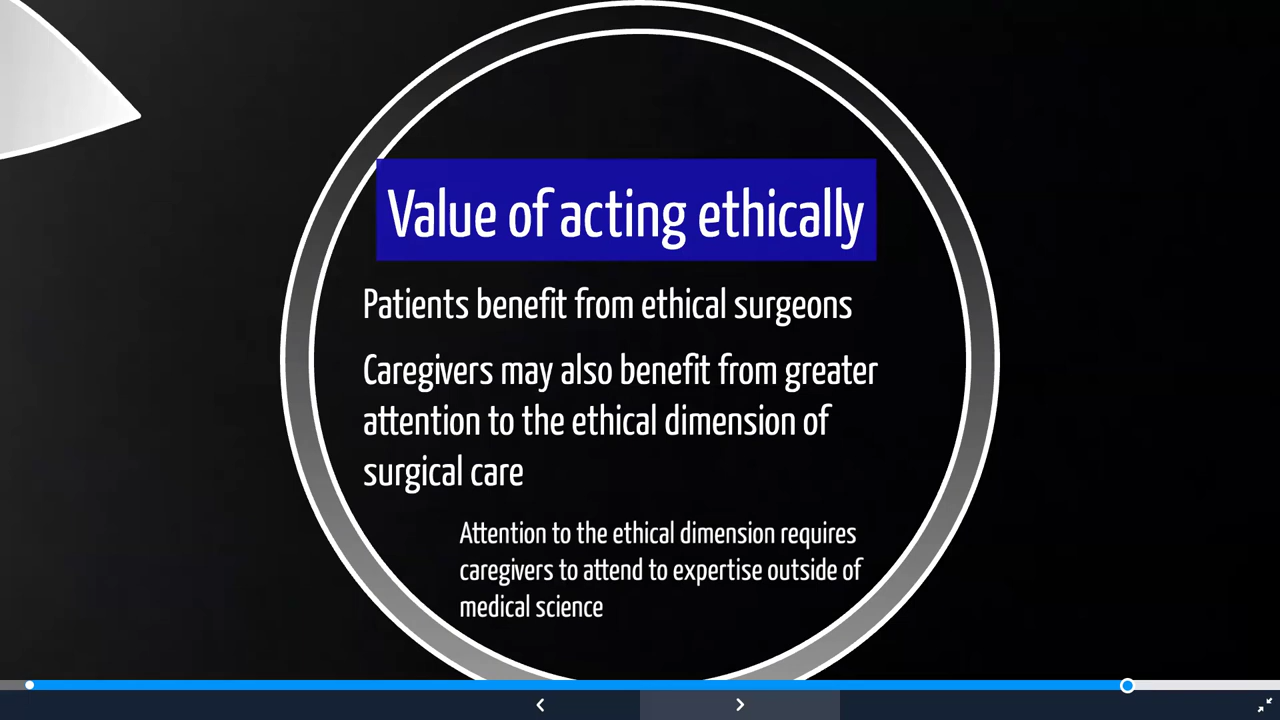 Value of acting ethically
Patients benefit from ethical surgeons
Caregivers may also benefit from greater
attention to the ethical dimension of
surgical care
Attention to the ethical dimension requires
caregivers to attend to expertise outside of
medical science